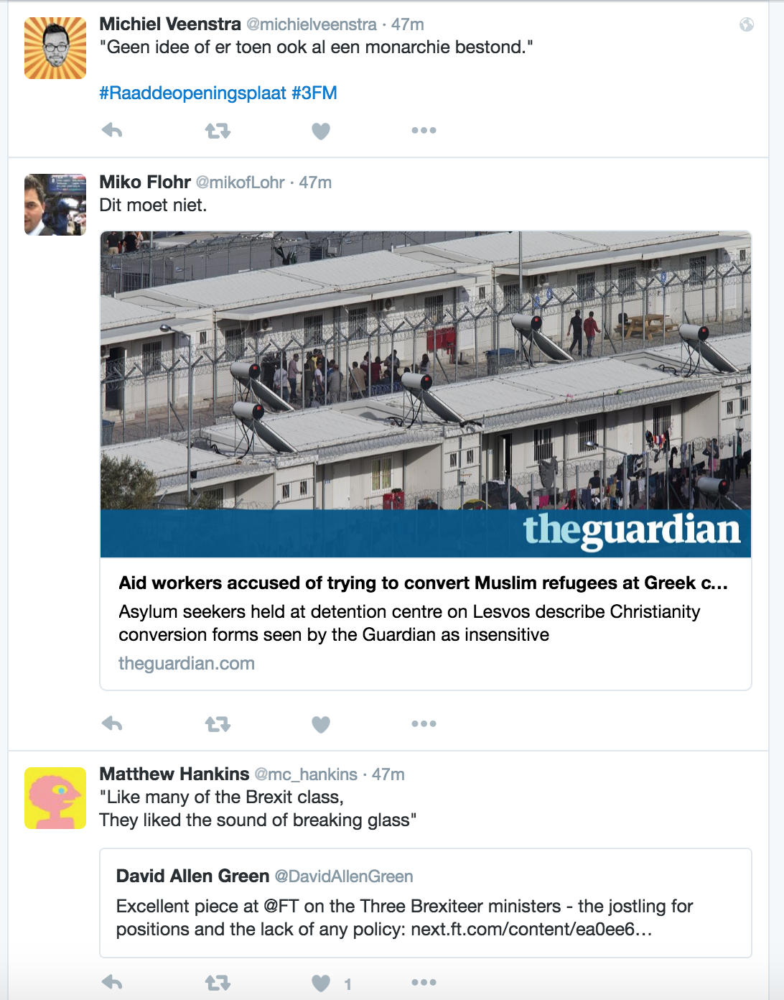 Michiel Veenstra @michielveenstra · 47m
"Geen idee of er toen ook al een monarchie bestond."
#Raaddeopeningsplaat #3FM
Miko Flohr @mikofLohr · 47m
Dit moet niet.
theguardian
Aid workers accused of trying to convert Muslim refugees at Greek c...
Asylum seekers held at detention centre on Lesvos describe Christianity
conversion forms seen by the Guardian as insensitive
theguardian.com
Matthew Hankins @mc_hankins · 47m
"Like many of the Brexit class,
They liked the sound of breaking glass"
David Allen Green @DavidAllenGreen
Excellent piece at @FT on the Three Brexiteer ministers - the jostling for
positions and the lack of any policy: next.ft.com/content/ea0ee6...
1